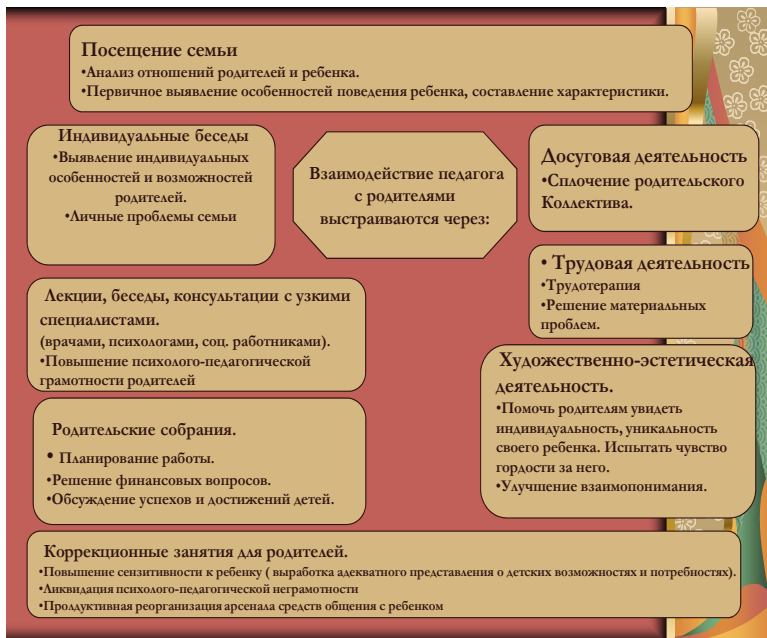 Посещение семьи
•Анализ отношений родителей и ребенка.
•Первичное выявление особенностей поведения ребенка, составление характеристики.
Индивидуальные беседы
•Выявление индивидуальных
особенностей и возможностей
родителей.
•Личные проблемы семьи
Взаимодействие педагога
с родителями
выстраиваются через:
Досуговая деятельность
•Сплочение родительского
Коллектива.
• Трудовая деятельность
•Трудотерапия
•Решение материальных
проблем.
Лекции, беседы, консультации с узкими
специалистами.
(врачами, психологами, соц. работниками).
•Повышение психолого-педагогической
грамотности родителей
Художественно-эстетическая
деятельность.
•Помочь родителям увидеть
индивидуальность, уникальность
своего ребенка. Испытать чувство
гордости за него.
•Улучшение взаимопонимания.
Родительские собрания.
• Планирование работы.
•Решение финансовых вопросов.
•Обсуждение успехов и достижений детей.
Коррекционные занятия для родителей.
•Повышение сензитивности к ребенку ( выработка адекватного представления о детских возможностях и потребностях).
•Ликвидация психолого-педагогической неграмотности
•Продуктивная реорганизация арсенала средств общения с ребенком